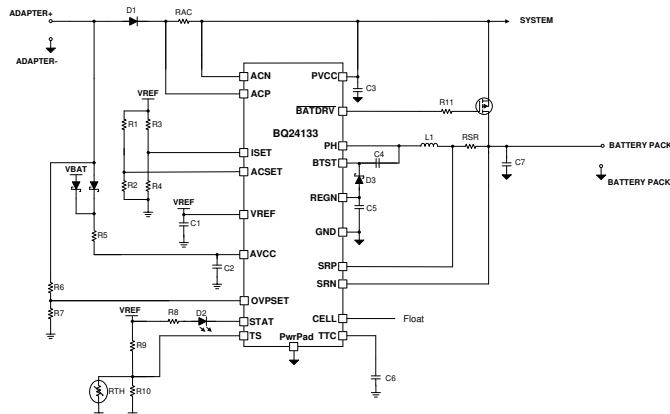 ADAPTER+
D1
RAC
SYSTEM
ADAPTER-
ACN
PVCC
C3
ACP
VREF
BATDRV
R11
R1
R3
BQ24133
PH
L1
RSR
BATTERY PACK
ISET
BTST
C4
C7
VBAT
ACSET
D3
R2
R4
REGN
BATTERY PACK
C5
VREF
VREF
C1
GND
R5
AVCC
C2
SRP
SRN
R6
OVPSET
R7
VREF
R8
D2
STAT
CELL
Float
TS
PwrPad
TTC
R9
RTH
R10
C6